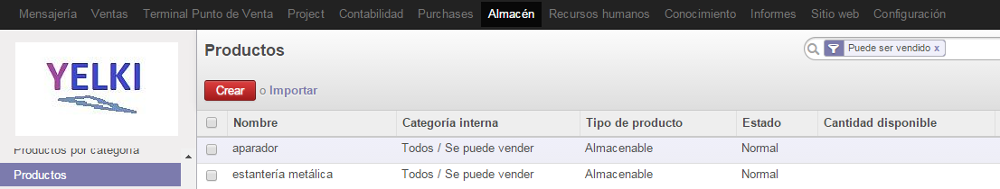 Mensajería Ventas Terminal Punto de Venta Project Contabilidad Purchases Almacén Recursos humanos Conocimiento Informes Sitio web Configuración
YELKI
Productos
Puede ser vendido x
Crear o Importar
Nombre Categoría interna Tipo de producto Estado Cantidad disponible
Productos por categoría
aparador Todos / Se puede vender Almacenable Normal
Productos
estantería metálica Todos / Se puede vender Almacenable Normal